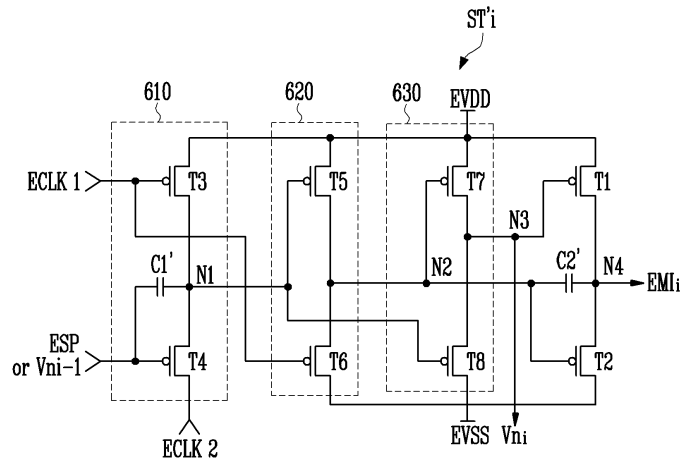 ST'i
610
620
630
EVDD
ECLK 1
T3
T5
T7
T1
N3
C1'
N1
N2
C2'
N4
EMIi
ESP
or Vni-1
T4
T6
T8
T2
ECLK 2
EVSS
Vni